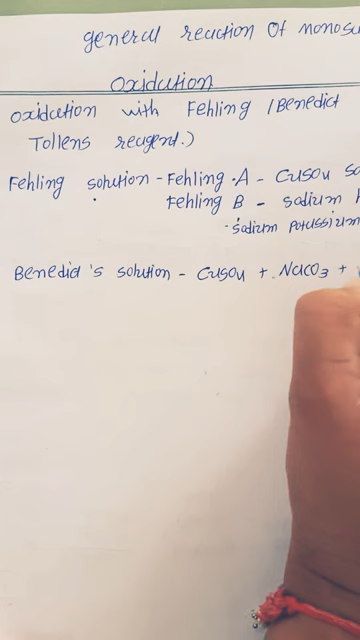 general reaction Of monosu
oxidation
oxidation with Fehling (Benedict
Tollens reagent.)
Fehling solution - Fehling A - CuSO4 so
Fehling B - sodium
- sodium potassium
Benedict's solution - CuSO4 + NaCO3 +